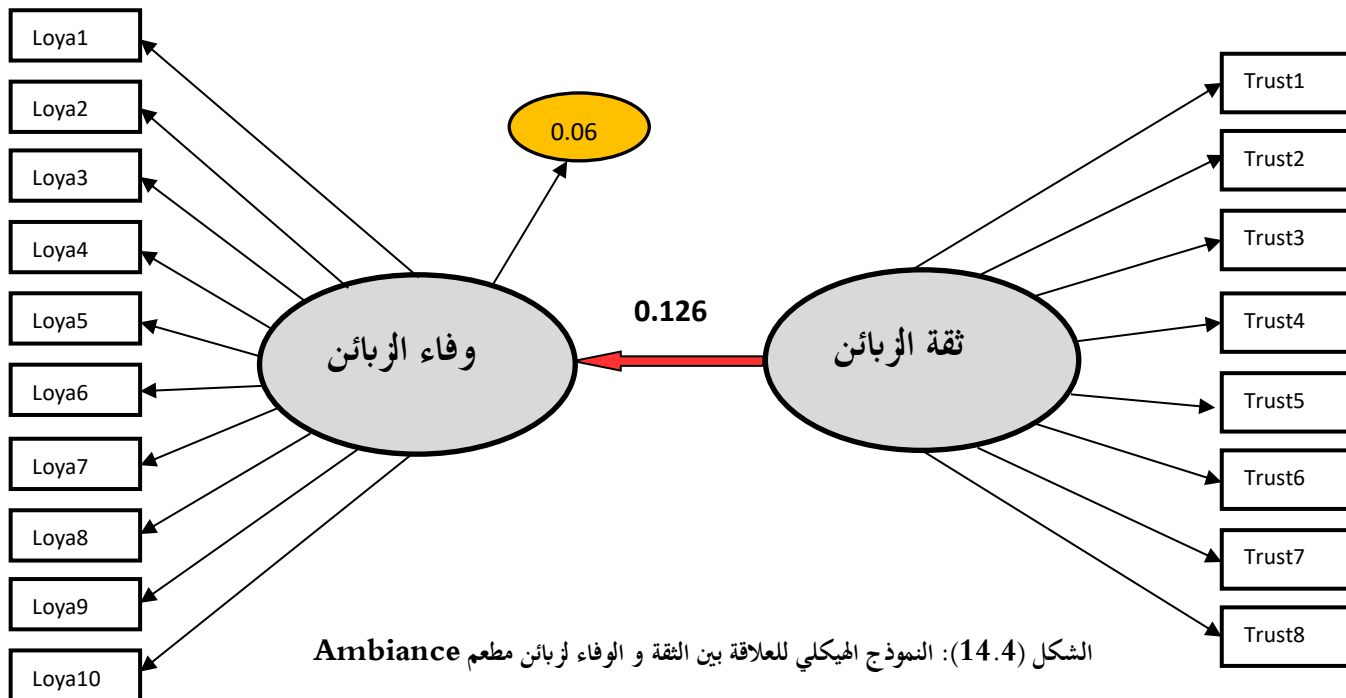 Loya1
Loya2
Loya3
Loya4
Loya5
Loya6
Loya7
Loya8
Loya9
Loya10
0.06
وفاء الزبائن
0.126
ثقة الزبائن
Trust1
Trust2
Trust3
Trust4
Trust5
Trust6
Trust7
Trust8
الشكل (14.4): النموذج الهيكلي للعلاقة بين الثقة و الوفاء لزبائن مطعم Ambiance